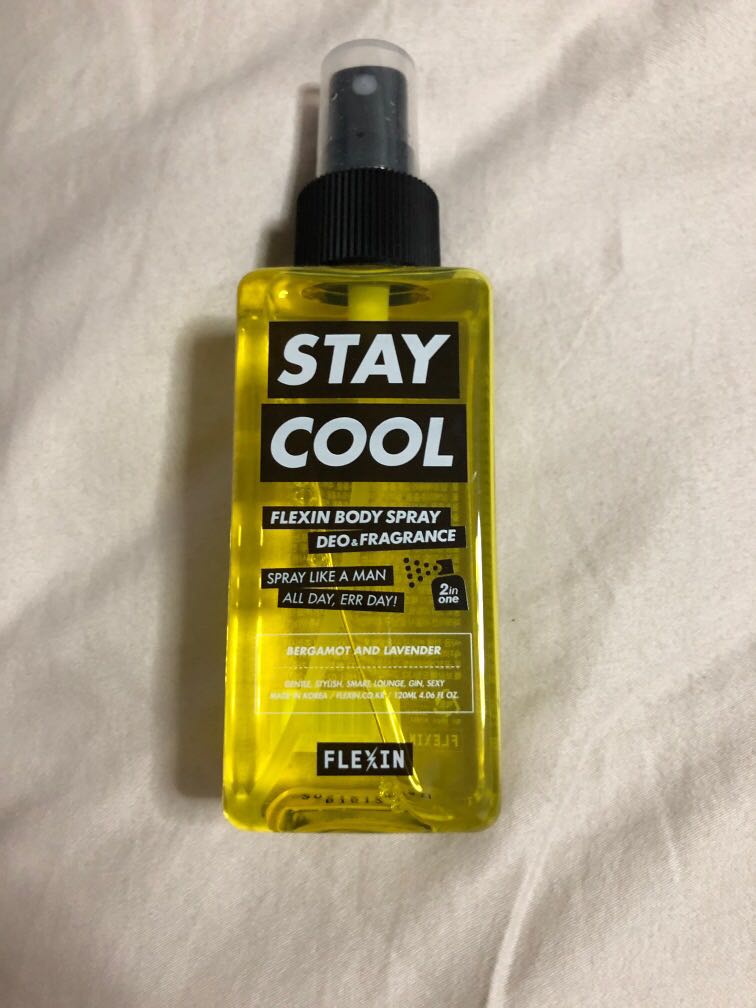 STAY
COOL
FLEXIN BODY SPRAY
DEO & FRAGRANCE
SPRAY LIKE A MAN
ALL DAY, ERR DAY!
2in
one
BERGAMOT AND LAVENDER
GENTLE, STYLISH, SMART, LOUNGE, GIN, SEXY
MADE IN KOREA / FLEXIN.CO.KR / 120ML 4.06 FL OZ.
FLEXIN
FLEXIN